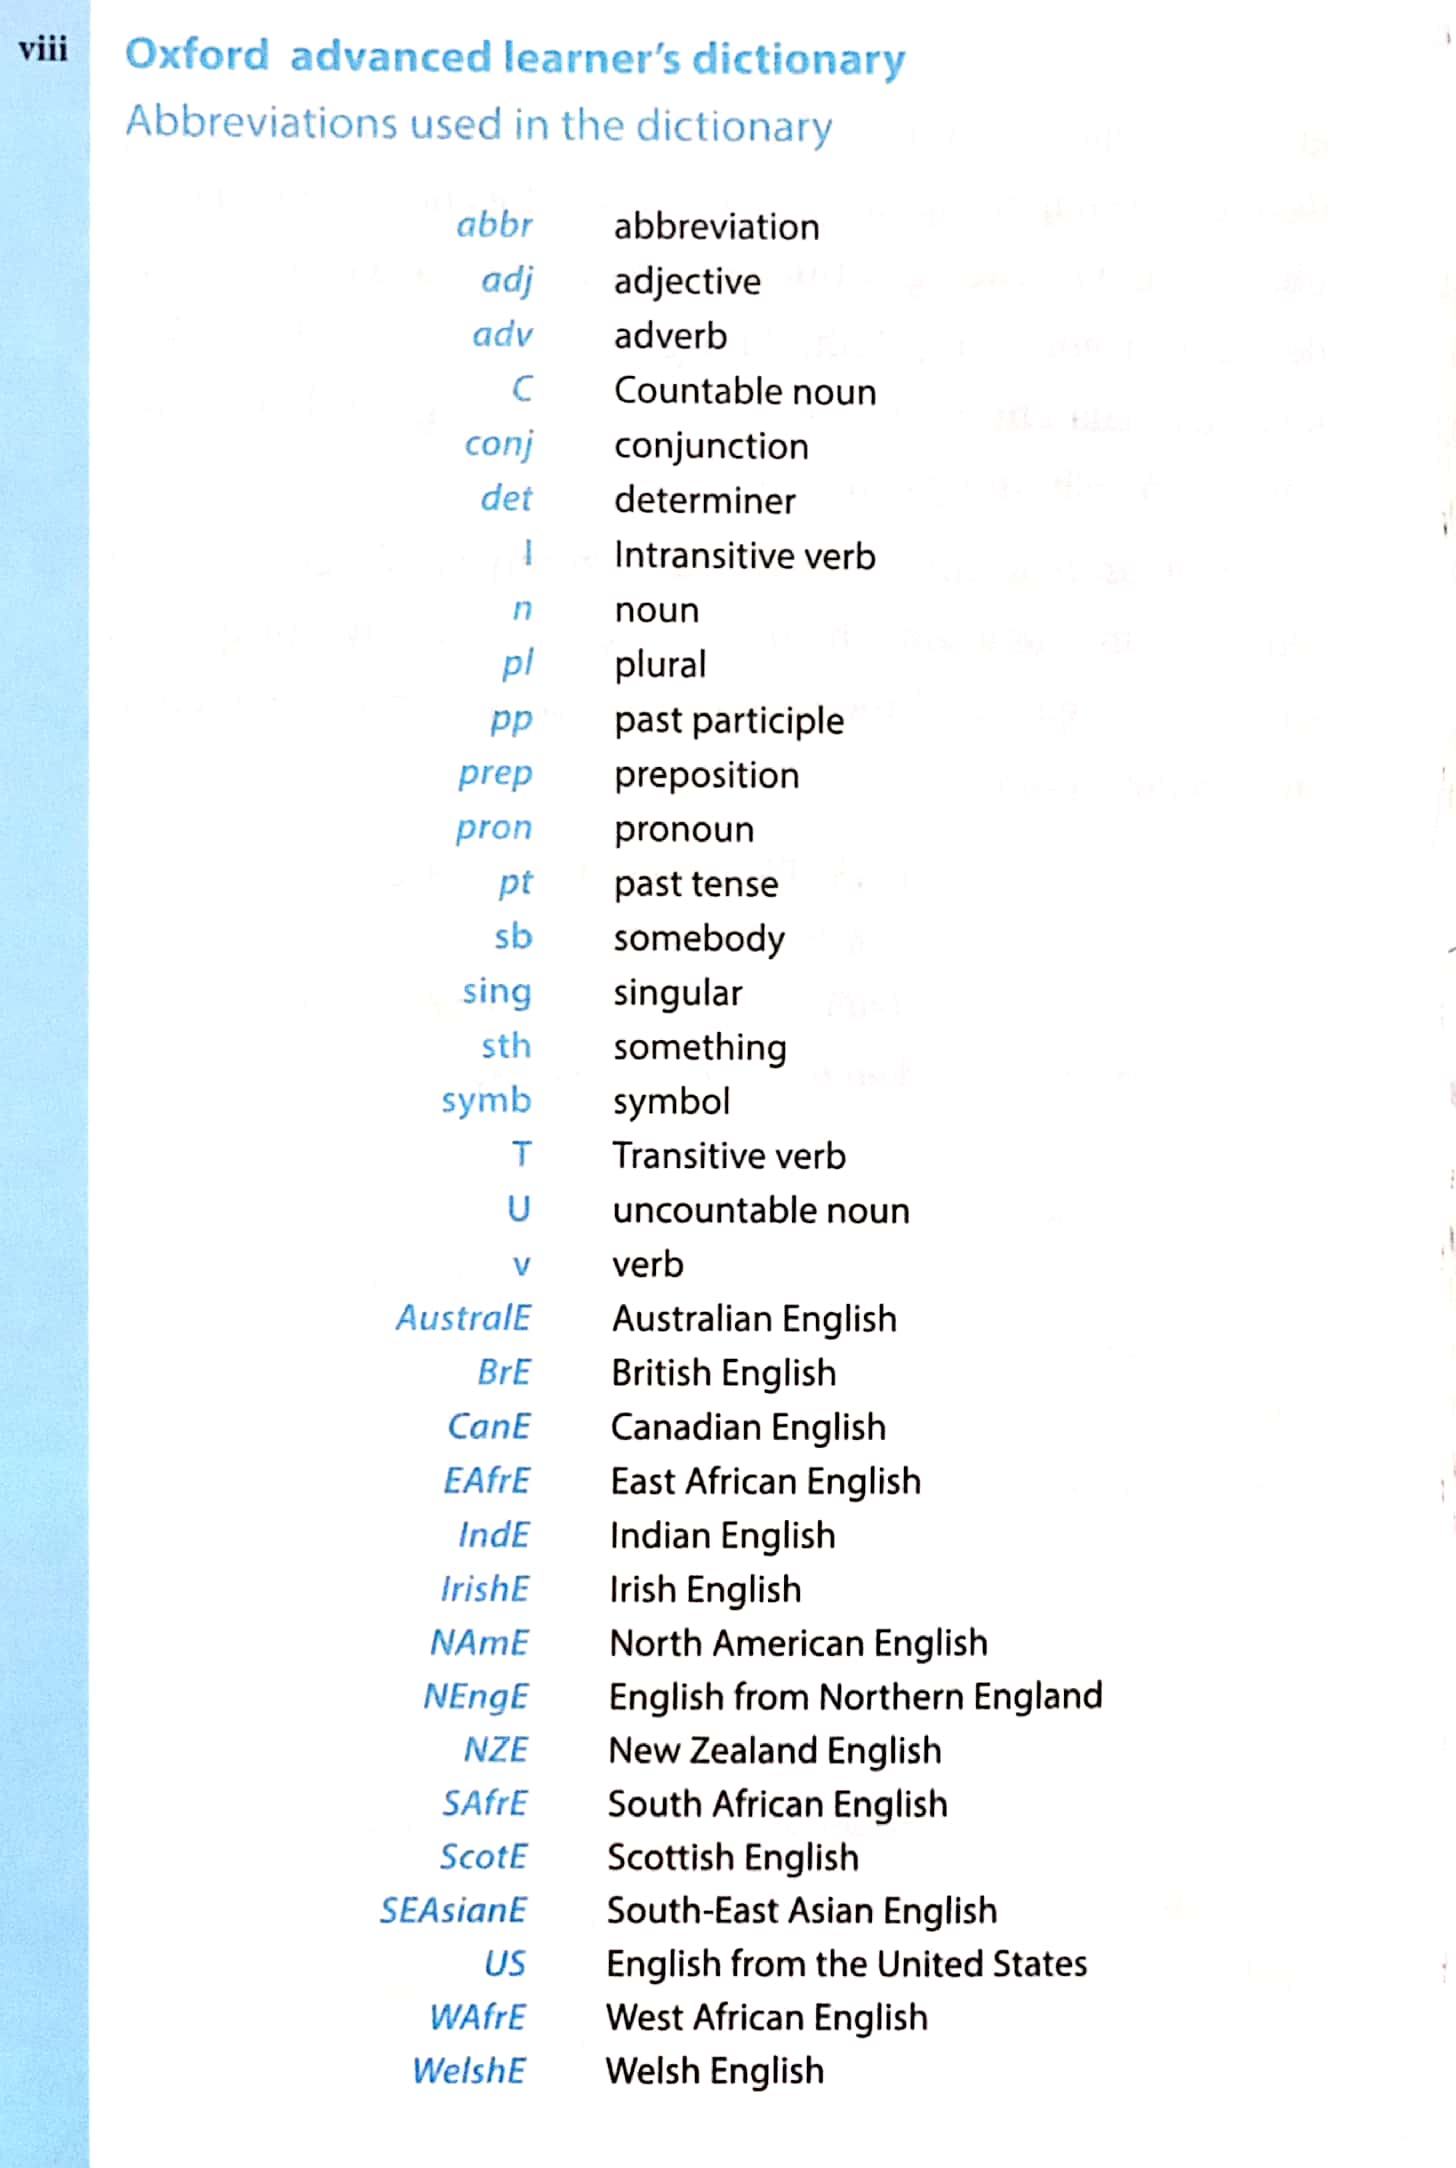 viii
Oxford advanced learner's dictionary
Abbreviations used in the dictionary
abbr abbreviation
adj adjective
adv adverb
C Countable noun
conj conjunction
det determiner
I Intransitive verb
n noun
pl plural
pp past participle
prep preposition
pron pronoun
pt past tense
sb somebody
sing singular
sth something
symb symbol
T Transitive verb
U uncountable noun
v verb
AustralE Australian English
BrE British English
CanE Canadian English
EAfrE East African English
IndE Indian English
IrishE Irish English
NAmE North American English
NEngE English from Northern England
NZE New Zealand English
SAfrE South African English
ScotE Scottish English
SEAsianE South-East Asian English
US English from the United States
WAfrE West African English
WelshE Welsh English